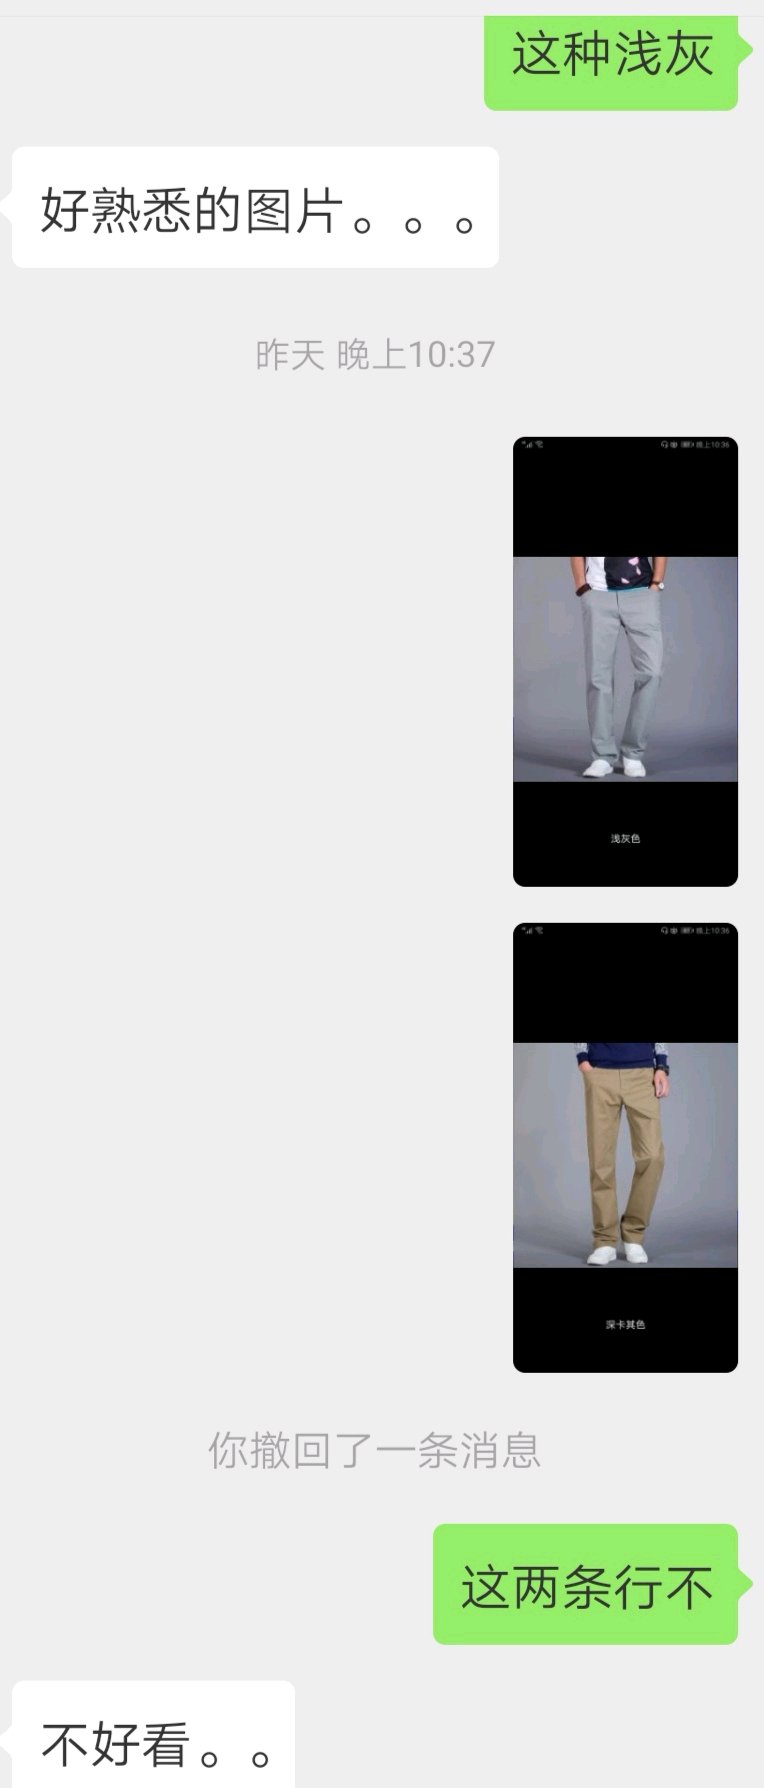 这种浅灰
好熟悉的图片。。。
昨天 晚上10:37
晚上10:36
浅灰色
晚上10:36
深卡其色
你撤回了一条消息
这两条行不
不好看。。